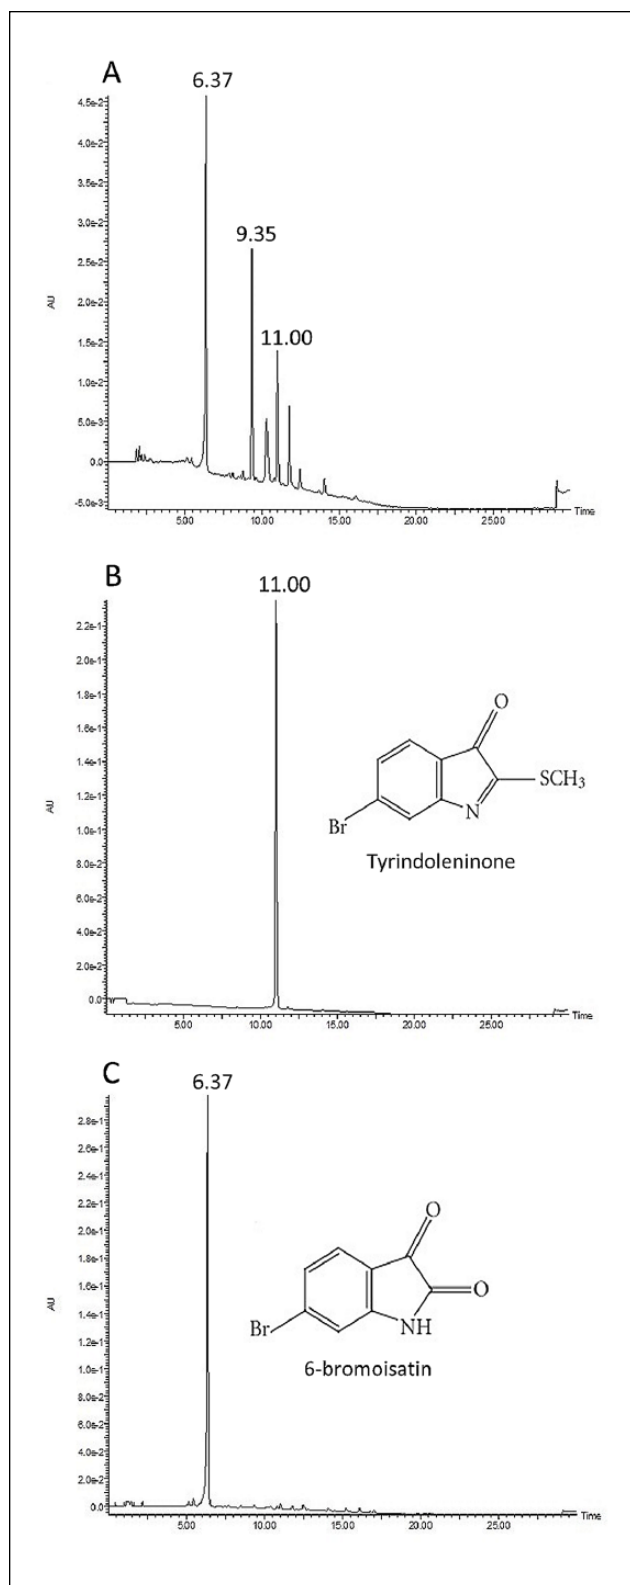 A
6.37
4.5e-2
4.0e-2
3.5e-2
3.0e-2
9.35
2.5e-2
2.0e-2
AU
1.5e-2
11.00
1.0e-2
5.0e-3
0.0
-5.0e-3
5.00 10.00 15.00 20.00 25.00 Time
B
11.00
2.2e-1
2.0e-1
1.8e-1
1.6e-1
1.4e-1
1.2e-1
AU
1.0e-1
8.0e-2
6.0e-2
4.0e-2
2.0e-2
0.0
O
SCH3
N
Br
Tyrindoleninone
5.00 10.00 15.00 20.00 25.00 Time
C
6.37
2.8e-1
2.6e-1
2.4e-1
2.2e-1
2.0e-1
1.8e-1
1.6e-1
AU
1.4e-1
1.2e-1
1.0e-1
8.0e-2
6.0e-2
4.0e-2
2.0e-2
0.0
O
O
NH
Br
6-bromoisatin
5.00 10.00 15.00 20.00 25.00 Time